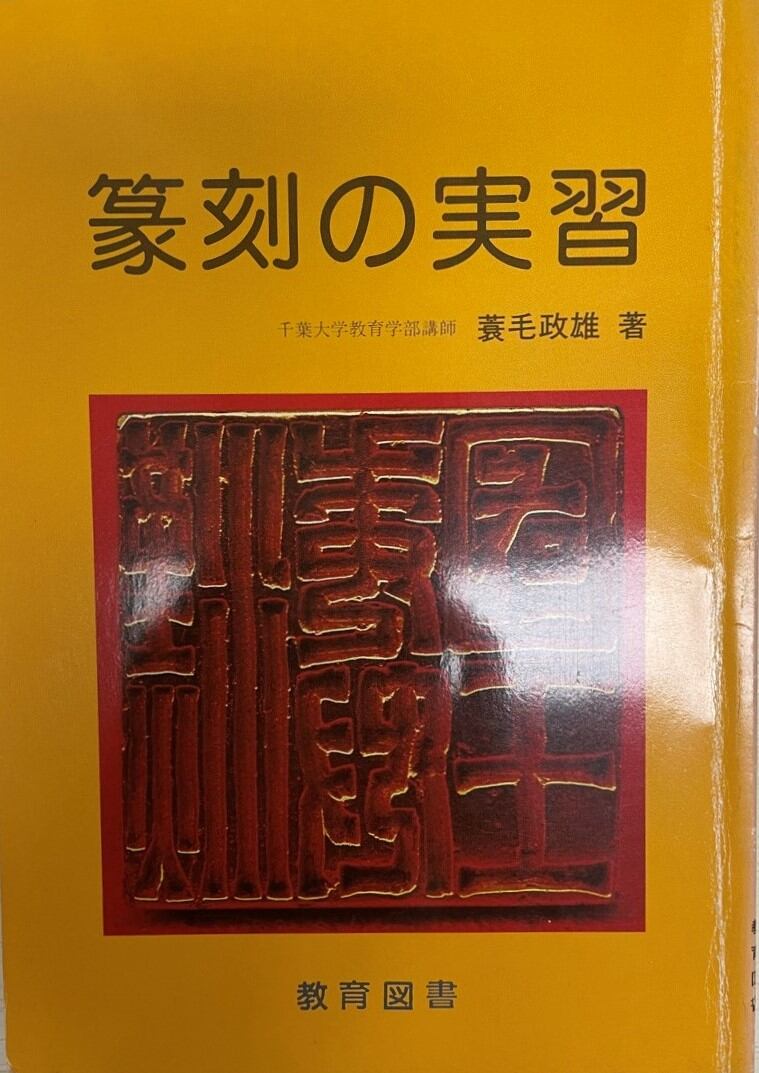 篆刻の実習
千葉大学教育学部講師 蓑毛政雄 著
教育図書